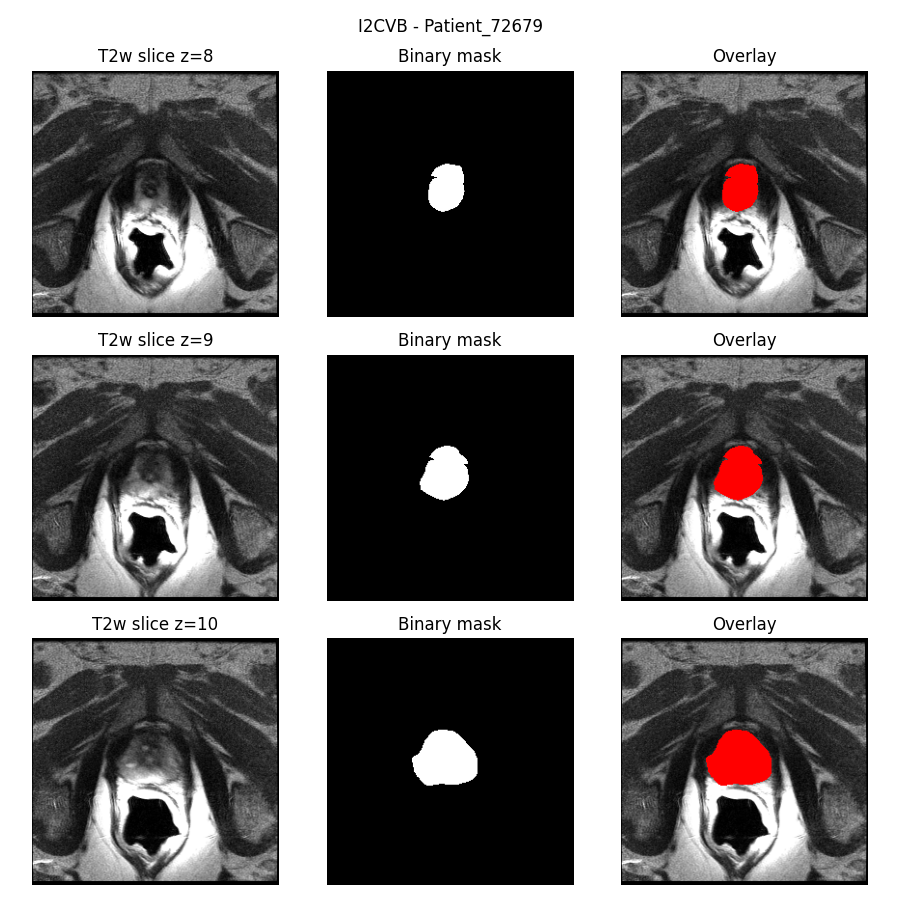 I2CVB - Patient_72679
T2w slice z=8
Binary mask
Overlay
T2w slice z=9
Binary mask
Overlay
T2w slice z=10
Binary mask
Overlay